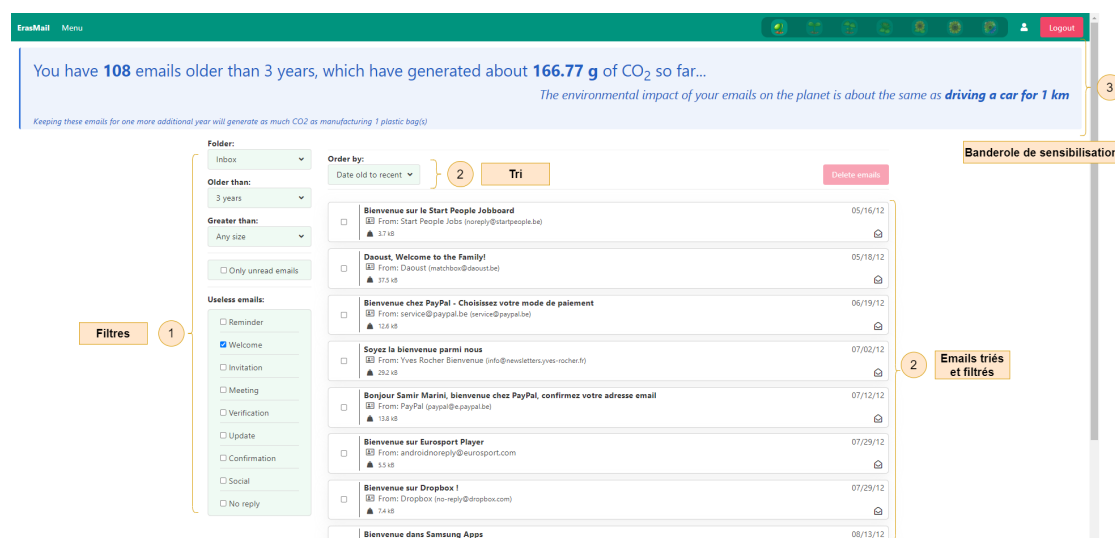 ErasMail Menu Logout
You have 108 emails older than 3 years, which have generated about 166.77 g of CO2 so far...
The environmental impact of your emails on the planet is about the same as driving a car for 1 km
Keeping these emails for one more additional year will generate as much CO2 as manufacturing 1 plastic bag(s)
3
Banderole de sensibilisation
Folder:
Inbox
Older than:
3 years
Greater than:
Any size
Only unread emails
Useless emails:
Reminder
Welcome
Invitation
Meeting
Verification
Update
Confirmation
Social
No reply
Filtres
1
Order by:
Date old to recent
2
Tri
Delete emails
Bienvenue sur le Start People Jobboard 05/16/12
From: Start People Jobs (noreply@startpeople.be)
3.7 kB
Daoust, Welcome to the Family! 05/18/12
From: Daoust (matchbox@daoust.be)
37.5 kB
Bienvenue chez PayPal - Choisissez votre mode de paiement 06/19/12
From: service@paypal.be (service@paypal.be)
12.6 kB
Soyez la bienvenue parmi nous 07/02/12
From: Yves Rocher Bienvenue (info@newsletters.yves-rocher.fr)
29.2 kB
Bonjour Samir Marini, bienvenue chez PayPal, confirmez votre adresse email 07/12/12
From: PayPal (paypal@e.paypal.be)
13.8 kB
Bienvenue sur Eurosport Player 07/29/12
From: androidnoreply@eurosport.com
5.5 kB
Bienvenue sur Dropbox ! 07/29/12
From: Dropbox (no-reply@dropbox.com)
7.4 kB
Bienvenue dans Samsung Apps 08/13/12
2
Emails triés
et filtrés